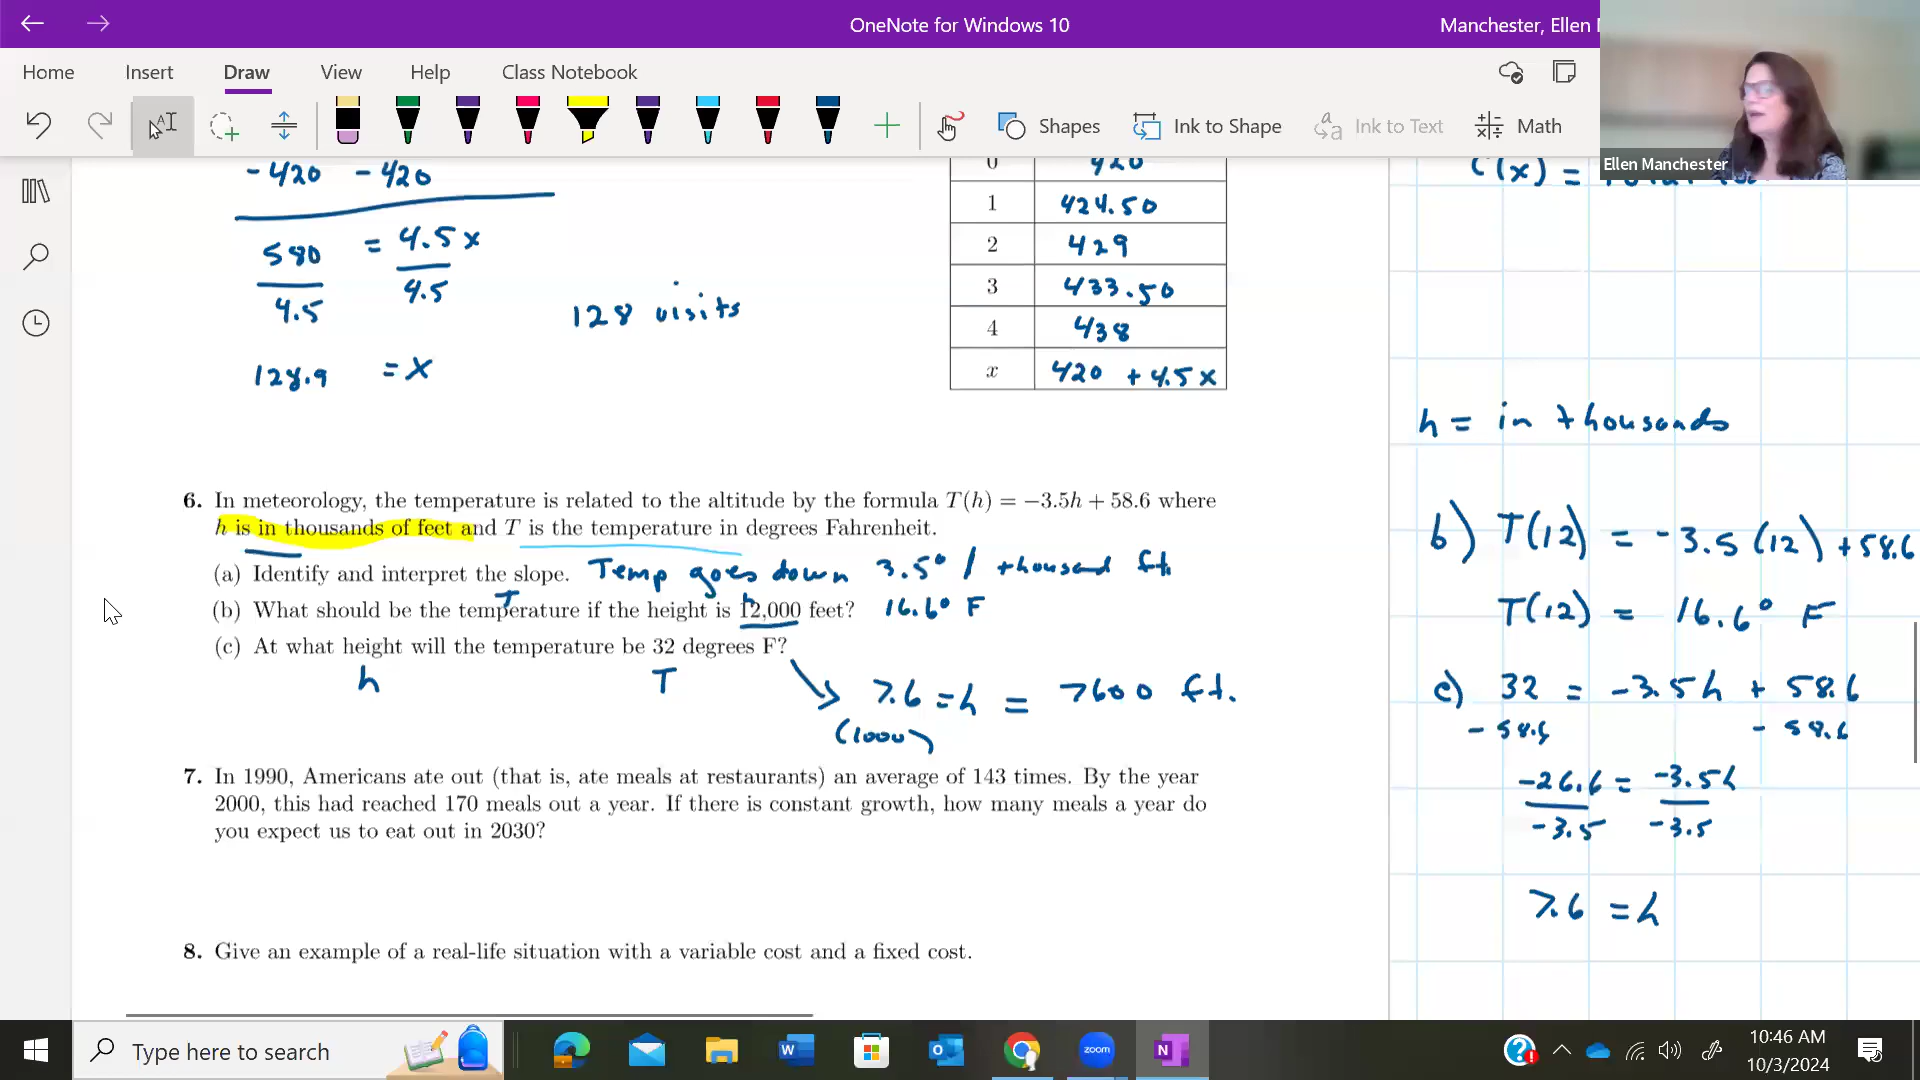 OneNote for Windows 10
Manchester, Ellen
Home Insert Draw View Help Class Notebook
Shapes Ink to Shape Ink to Text Math
Ellen Manchester
-420 -420
580 = 4.5x
4.5 4.5
128 visits
128.9 = x
0 420
1 424.50
2 429
3 433.50
4 438
x 420 + 4.5x
6. In meteorology, the temperature is related to the altitude by the formula T(h) = −3.5h + 58.6 where
h is in thousands of feet and T is the temperature in degrees Fahrenheit.
(a) Identify and interpret the slope. Temp goes down 3.5° / thousand ft.
T h
(b) What should be the temperature if the height is 12,000 feet? 16.6° F
(c) At what height will the temperature be 32 degrees F?
h T
7.6 = h = 7600 ft.
(1000)
7. In 1990, Americans ate out (that is, ate meals at restaurants) an average of 143 times. By the year
2000, this had reached 170 meals out a year. If there is constant growth, how many meals a year do
you expect us to eat out in 2030?
8. Give an example of a real-life situation with a variable cost and a fixed cost.
C(x) =
h = in thousands
b) T(12) = -3.5(12) + 58.6
T(12) = 16.6° F
c) 32 = -3.5h + 58.6
- 58.6 - 58.6
-26.6 = -3.5h
-3.5 -3.5
7.6 = h
Type here to search
zoom
10:46 AM
10/3/2024